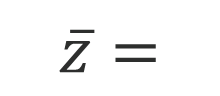 z̄ =